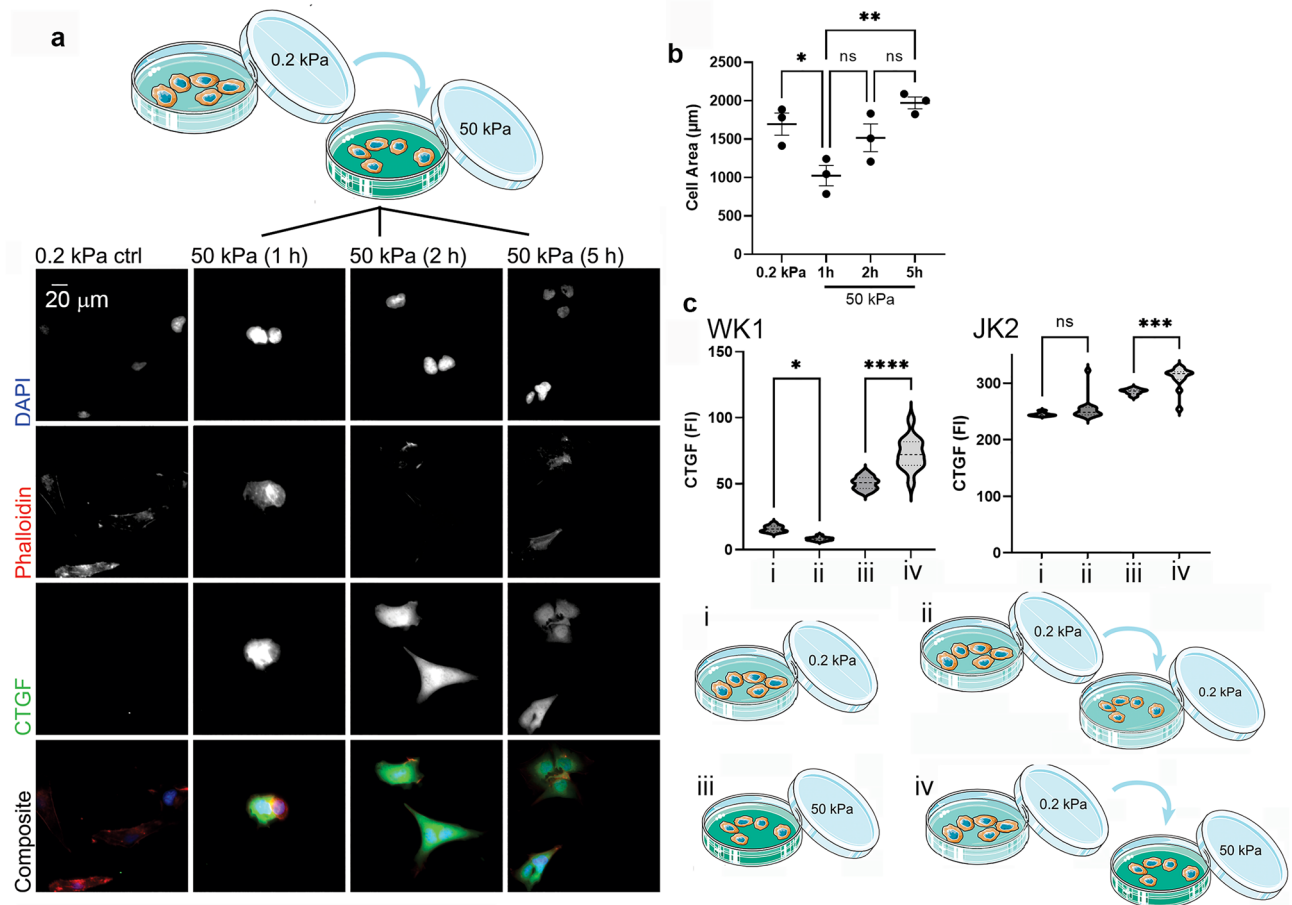 a
0.2 kPa
50 kPa
0.2 kPa ctrl
50 kPa (1 h)
50 kPa (2 h)
50 kPa (5 h)
20 µm
DAPI
Phalloidin
CTGF
Composite
b
**
*
ns
ns
2500
2000
1500
1000
500
0
Cell Area (µm)
0.2 kPa
1h
2h
5h
50 kPa
c
WK1
150
100
50
0
CTGF (FI)
*
****
i
ii
iii
iv
JK2
300
200
100
0
CTGF (FI)
ns
***
i
ii
iii
iv
i
0.2 kPa
ii
0.2 kPa
0.2 kPa
iii
50 kPa
iv
0.2 kPa
50 kPa